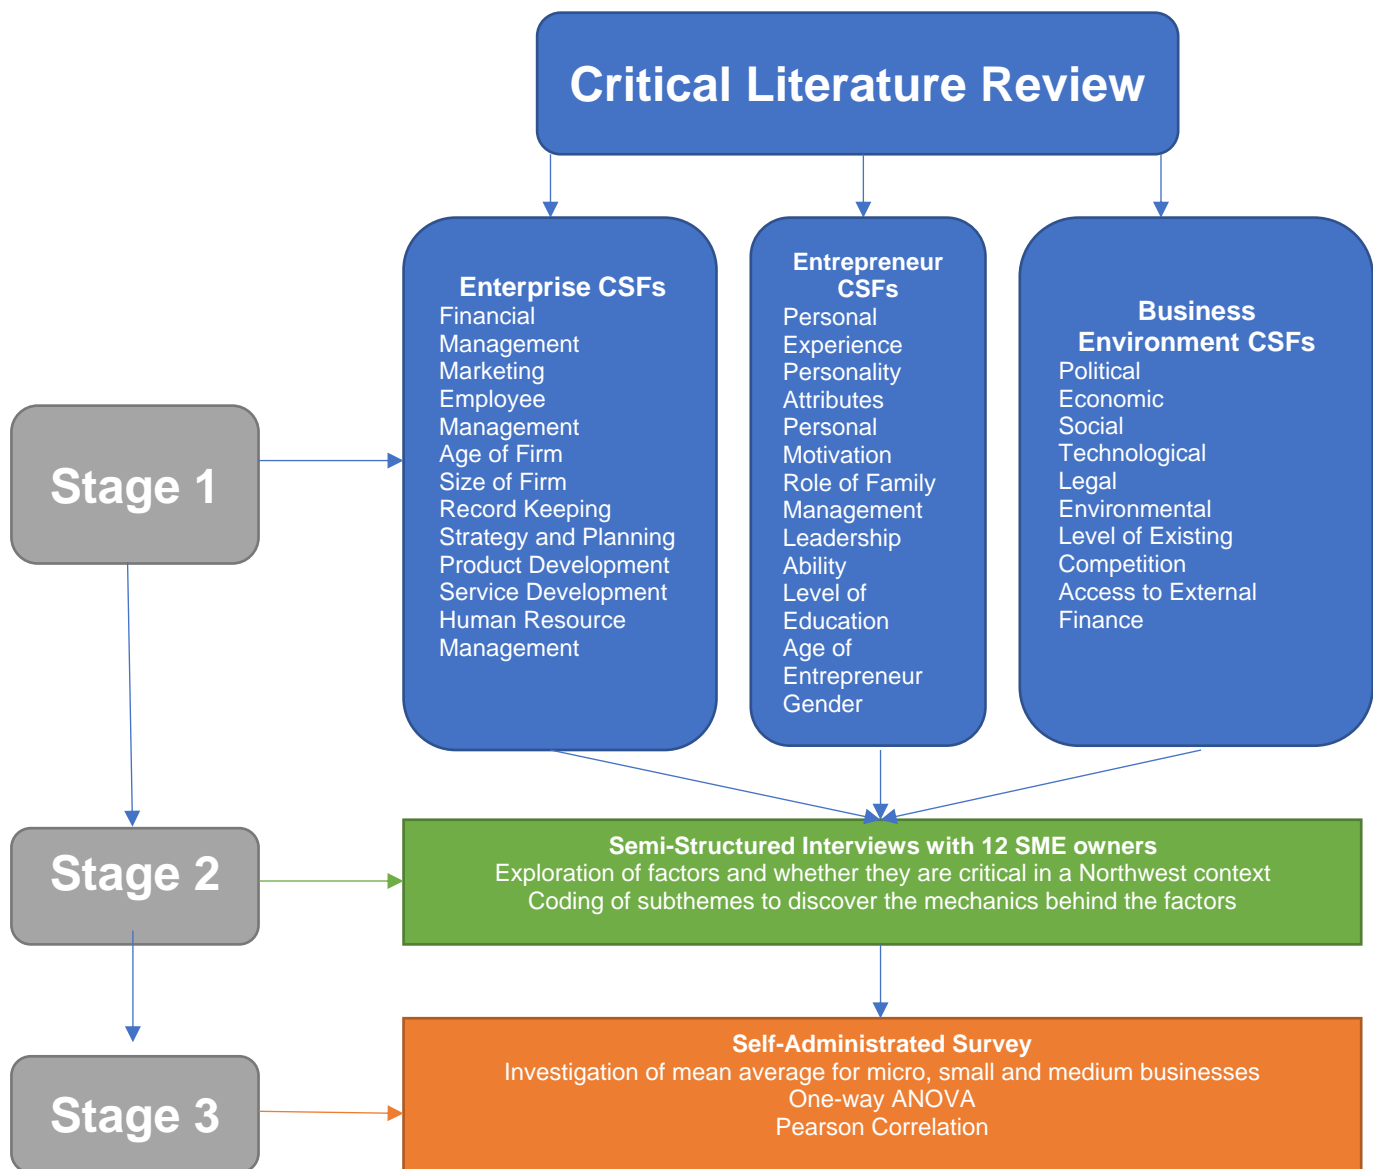 Critical Literature Review
Enterprise CSFs
Financial
Management
Marketing
Employee
Management
Age of Firm
Size of Firm
Record Keeping
Strategy and Planning
Product Development
Service Development
Human Resource
Management
Entrepreneur
CSFs
Personal
Experience
Personality
Attributes
Personal
Motivation
Role of Family
Management
Leadership
Ability
Level of
Education
Age of
Entrepreneur
Gender
Business
Environment CSFs
Political
Economic
Social
Technological
Legal
Environmental
Level of Existing
Competition
Access to External
Finance
Stage 1
Stage 2
Semi-Structured Interviews with 12 SME owners
Exploration of factors and whether they are critical in a Northwest context
Coding of subthemes to discover the mechanics behind the factors
Stage 3
Self-Administrated Survey
Investigation of mean average for micro, small and medium businesses
One-way ANOVA
Pearson Correlation